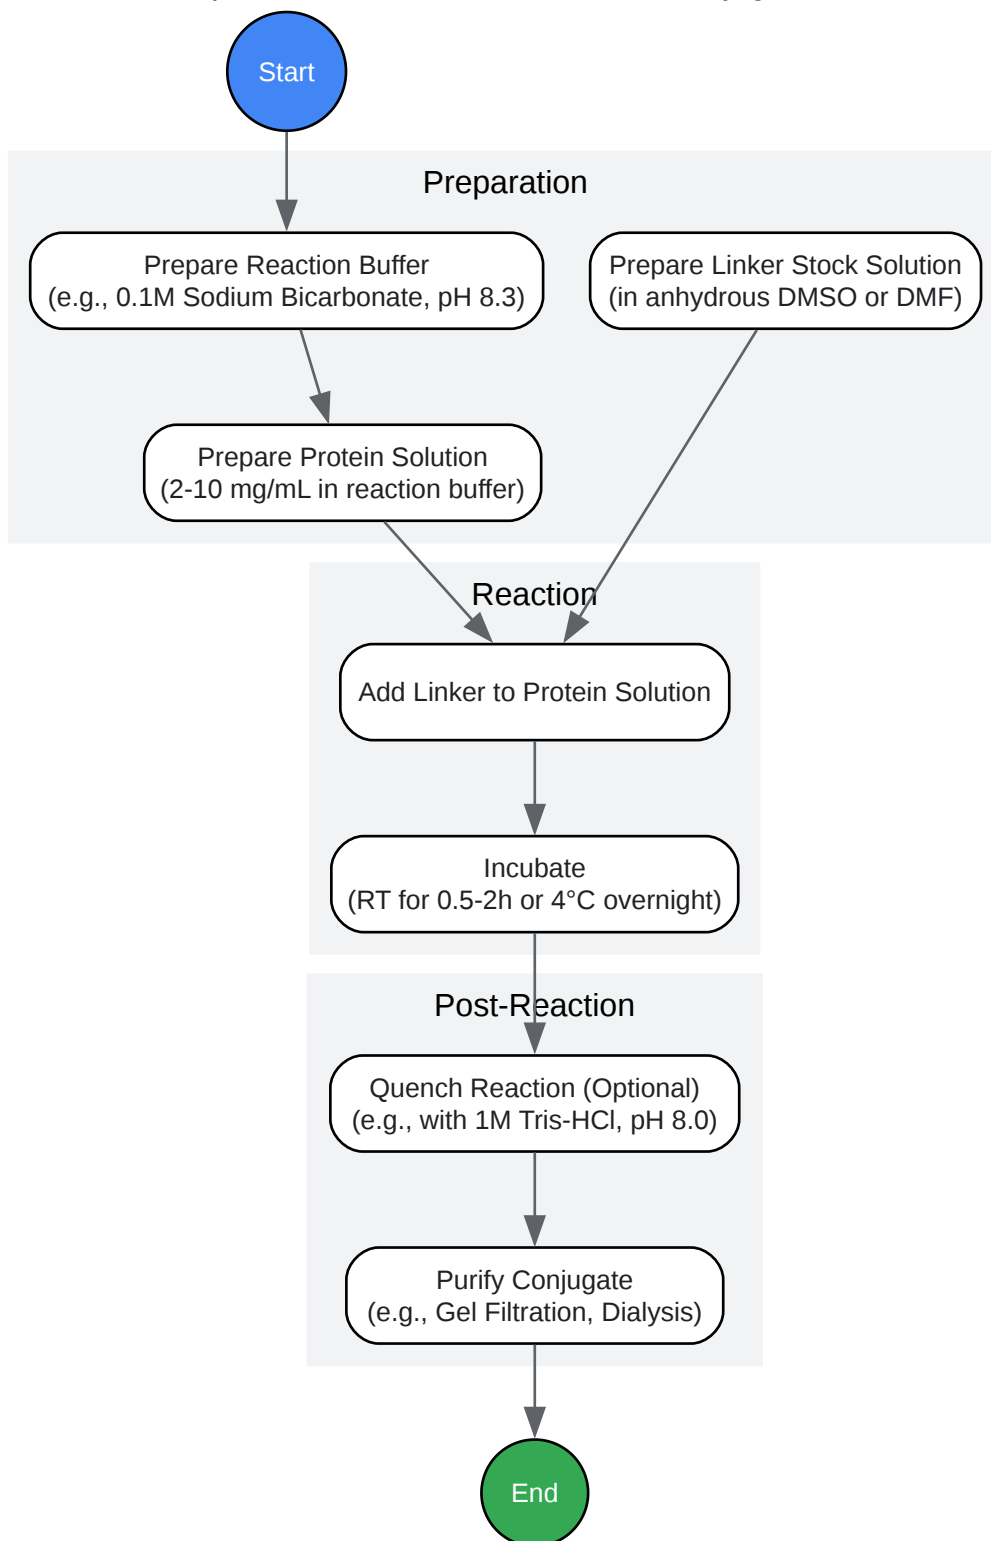 Start
Preparation
Prepare Reaction Buffer
(e.g., 0.1M Sodium Bicarbonate, pH 8.3)
Prepare Linker Stock Solution
(in anhydrous DMSO or DMF)
Prepare Protein Solution
(2-10 mg/mL in reaction buffer)
Reaction
Add Linker to Protein Solution
Incubate
(RT for 0.5-2h or 4°C overnight)
Post-Reaction
Quench Reaction (Optional)
(e.g., with 1M Tris-HCl, pH 8.0)
Purify Conjugate
(e.g., Gel Filtration, Dialysis)
End